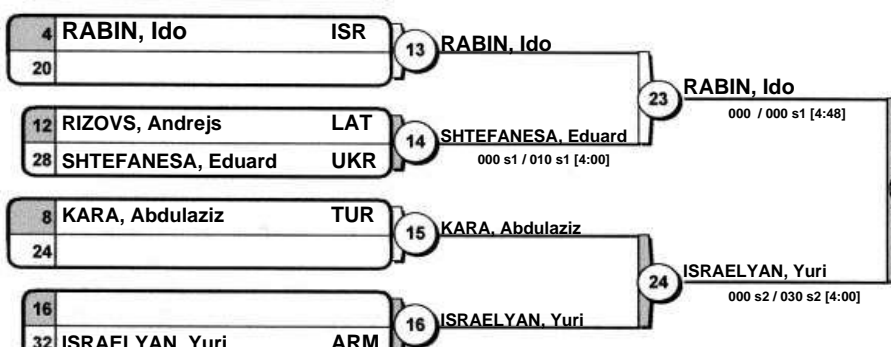 4 RABIN, Ido ISR
20
13 RABIN, Ido
12 RIZOVS, Andrejs LAT
28 SHTEFANESA, Eduard UKR
14 SHTEFANESA, Eduard
000 s1 / 010 s1 [4:00]
23 RABIN, Ido
000 / 000 s1 [4:48]
8 KARA, Abdulaziz TUR
24
15 KARA, Abdulaziz
16
32 ISRAELYAN, Yuri ARM
16 ISRAELYAN, Yuri
24 ISRAELYAN, Yuri
000 s2 / 030 s2 [4:00]